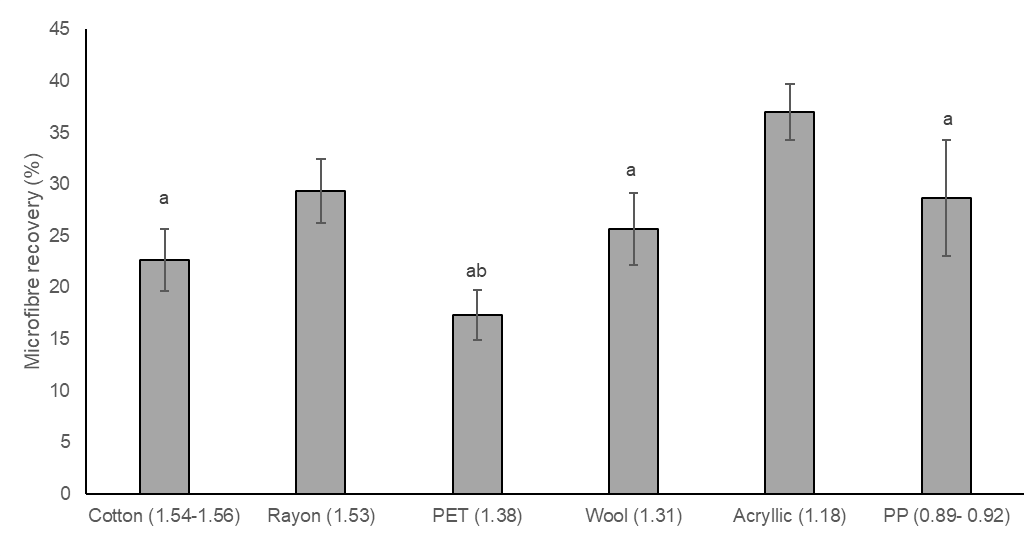 45
40
35
30
25
20
15
10
5
0
Microfibre recovery (%)
a
ab
a
a
Cotton (1.54-1.56) Rayon (1.53) PET (1.38) Wool (1.31) Acryllic (1.18) PP (0.89- 0.92)